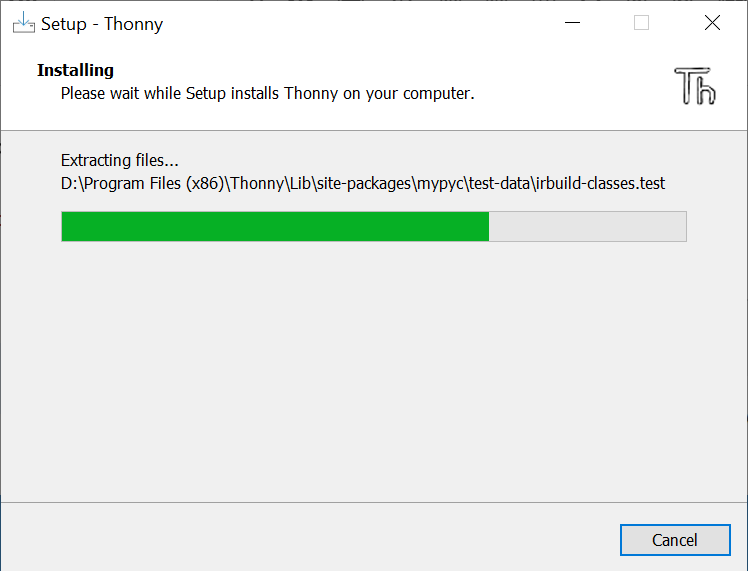 Setup - Thonny
Installing
Please wait while Setup installs Thonny on your computer.
Th
Extracting files...
D:\Program Files (x86)\Thonny\Lib\site-packages\mypyc\test-data\irbuild-classes.test
Cancel